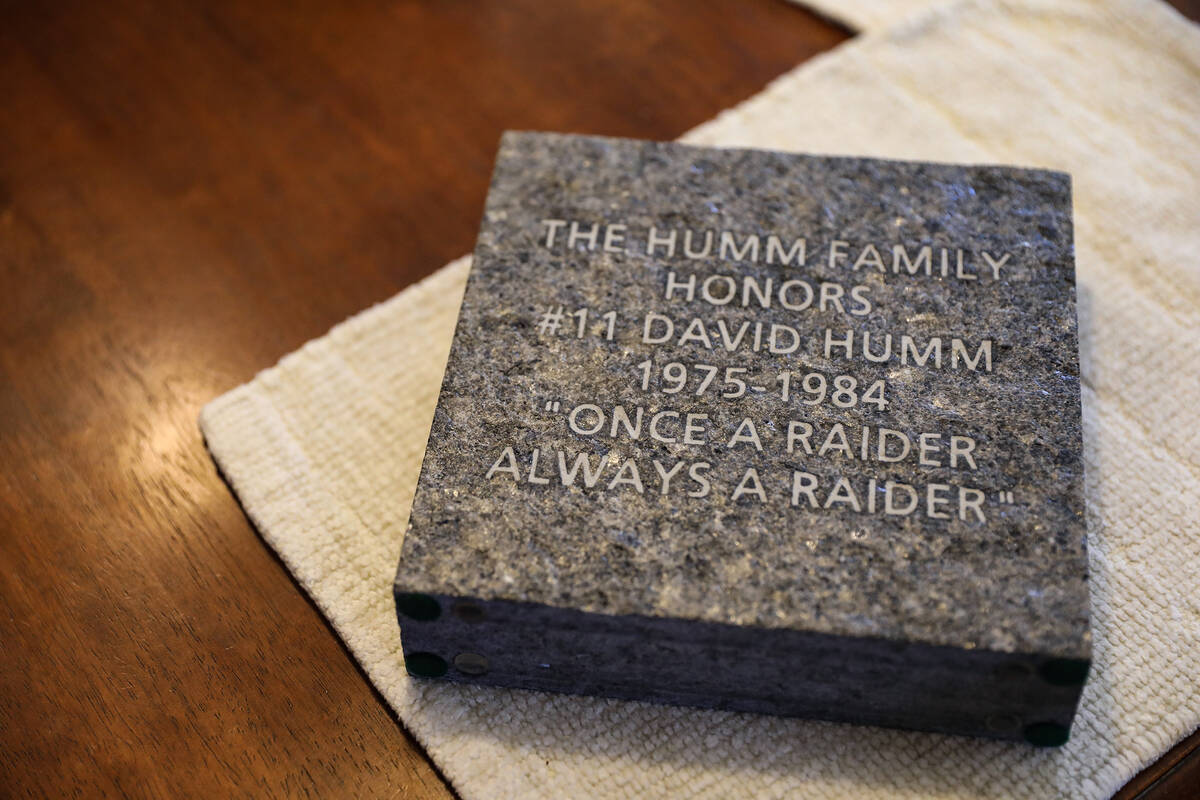 THE HUMM FAMILY
HONORS
#11 DAVID HUMM
1975-1984
"ONCE A RAIDER
ALWAYS A RAIDER"